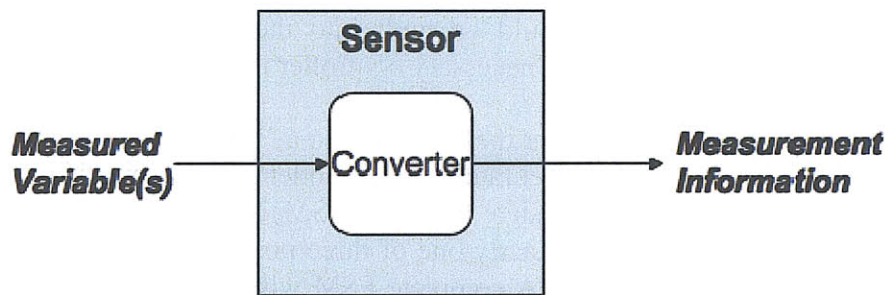 Sensor
Measured
Variable(s)
Converter
Measurement
Information